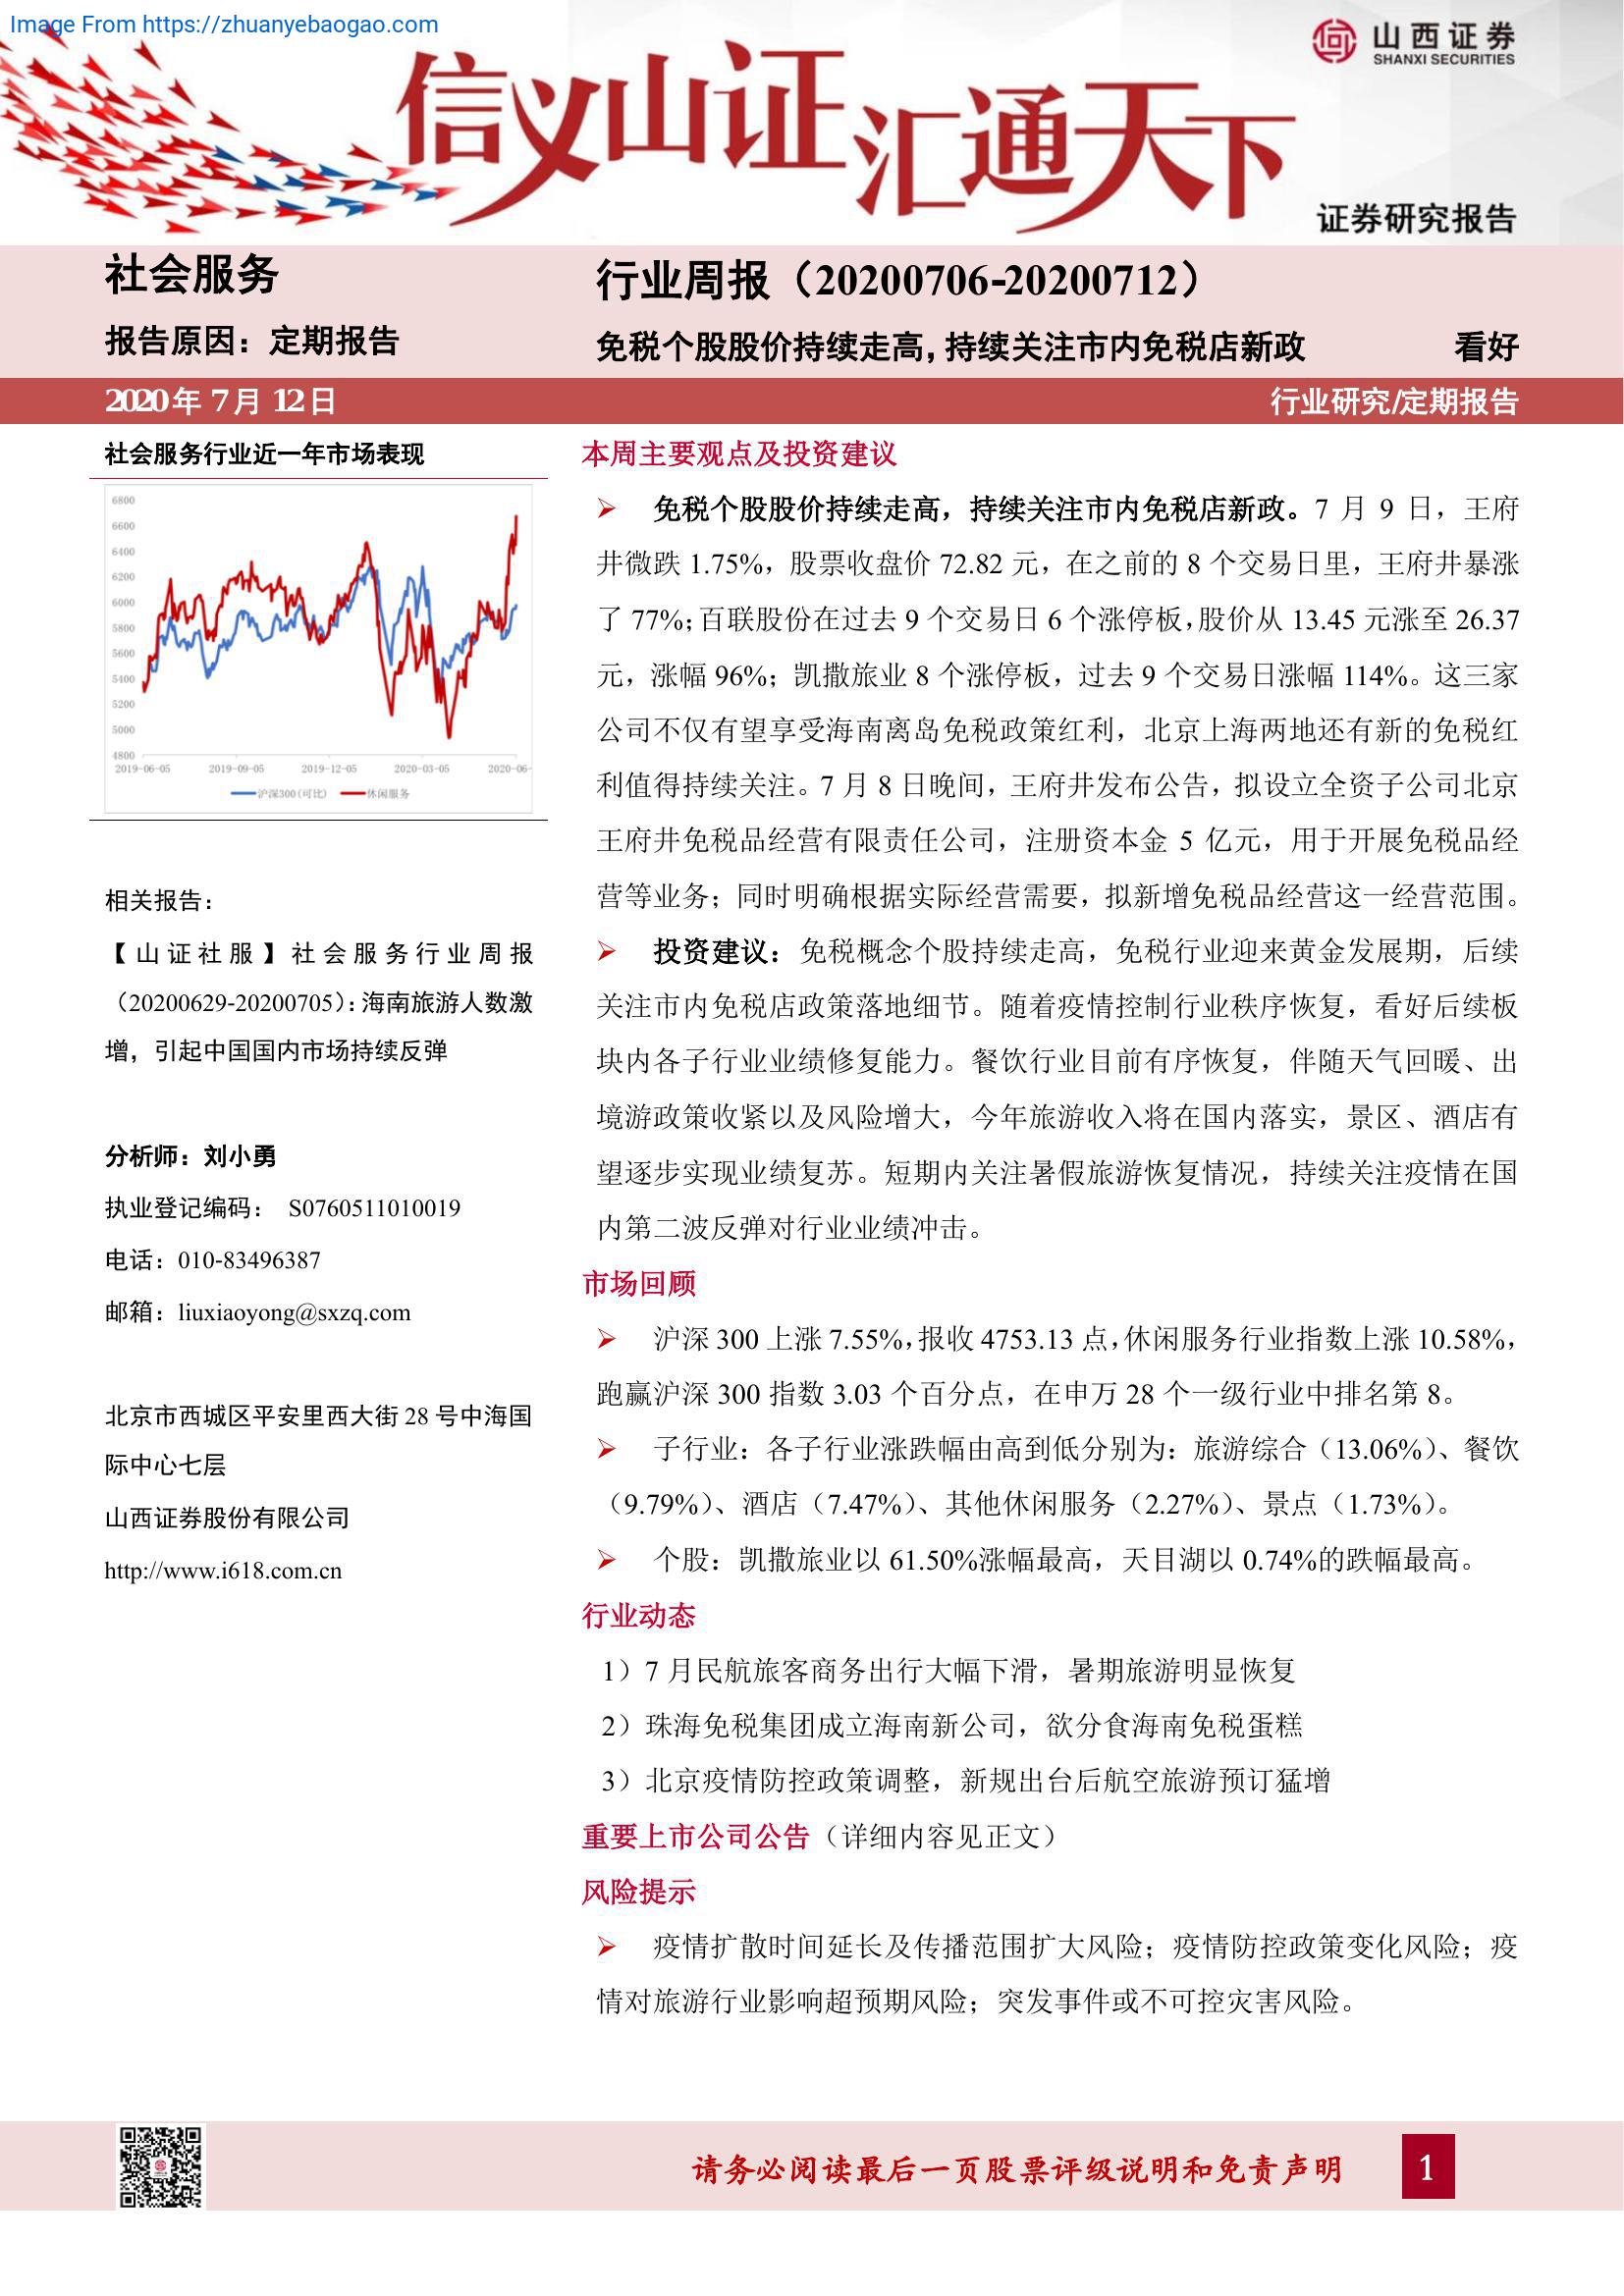 Image From https://zhuanyebaogao.com
山西证券
SHANXI SECURITIES
信义山证汇通天下
证券研究报告
社会服务
报告原因：定期报告
行业周报（20200706-20200712）
免税个股股价持续走高，持续关注市内免税店新政
看好
2020年 7月 12日
行业研究/定期报告
社会服务行业近一年市场表现
6800
6600
6400
6200
6000
5800
5600
5400
5200
5000
4800
2019-06-05 2019-09-05 2019-12-05 2020-03-05 2020-06-
沪深300(可比) 休闲服务
相关报告：
【山证社服】社会服务行业周报
（20200629-20200705）：海南旅游人数激
增，引起中国国内市场持续反弹
分析师：刘小勇
执业登记编码： S0760511010019
电话：010-83496387
邮箱：liuxiaoyong@sxzq.com
北京市西城区平安里西大街 28 号中海国
际中心七层
山西证券股份有限公司
http://www.i618.com.cn
本周主要观点及投资建议
➢ 免税个股股价持续走高，持续关注市内免税店新政。7 月 9 日，王府
井微跌 1.75%，股票收盘价 72.82 元，在之前的 8 个交易日里，王府井暴涨
了 77%；百联股份在过去 9 个交易日 6 个涨停板，股价从 13.45 元涨至 26.37
元，涨幅 96%；凯撒旅业 8 个涨停板，过去 9 个交易日涨幅 114%。这三家
公司不仅有望享受海南离岛免税政策红利，北京上海两地还有新的免税红
利值得持续关注。7 月 8 日晚间，王府井发布公告，拟设立全资子公司北京
王府井免税品经营有限责任公司，注册资本金 5 亿元，用于开展免税品经
营等业务；同时明确根据实际经营需要，拟新增免税品经营这一经营范围。
➢ 投资建议：免税概念个股持续走高，免税行业迎来黄金发展期，后续
关注市内免税店政策落地细节。随着疫情控制行业秩序恢复，看好后续板
块内各子行业业绩修复能力。餐饮行业目前有序恢复，伴随天气回暖、出
境游政策收紧以及风险增大，今年旅游收入将在国内落实，景区、酒店有
望逐步实现业绩复苏。短期内关注暑假旅游恢复情况，持续关注疫情在国
内第二波反弹对行业业绩冲击。
市场回顾
➢ 沪深 300 上涨 7.55%，报收 4753.13 点，休闲服务行业指数上涨 10.58%，
跑赢沪深 300 指数 3.03 个百分点，在申万 28 个一级行业中排名第 8。
➢ 子行业：各子行业涨跌幅由高到低分别为：旅游综合（13.06%）、餐饮
（9.79%）、酒店（7.47%）、其他休闲服务（2.27%）、景点（1.73%）。
➢ 个股：凯撒旅业以 61.50%涨幅最高，天目湖以 0.74%的跌幅最高。
行业动态
1）7 月民航旅客商务出行大幅下滑，暑期旅游明显恢复
2）珠海免税集团成立海南新公司，欲分食海南免税蛋糕
3）北京疫情防控政策调整，新规出台后航空旅游预订猛增
重要上市公司公告（详细内容见正文）
风险提示
➢ 疫情扩散时间延长及传播范围扩大风险；疫情防控政策变化风险；疫
情对旅游行业影响超预期风险；突发事件或不可控灾害风险。
请务必阅读最后一页股票评级说明和免责声明
1